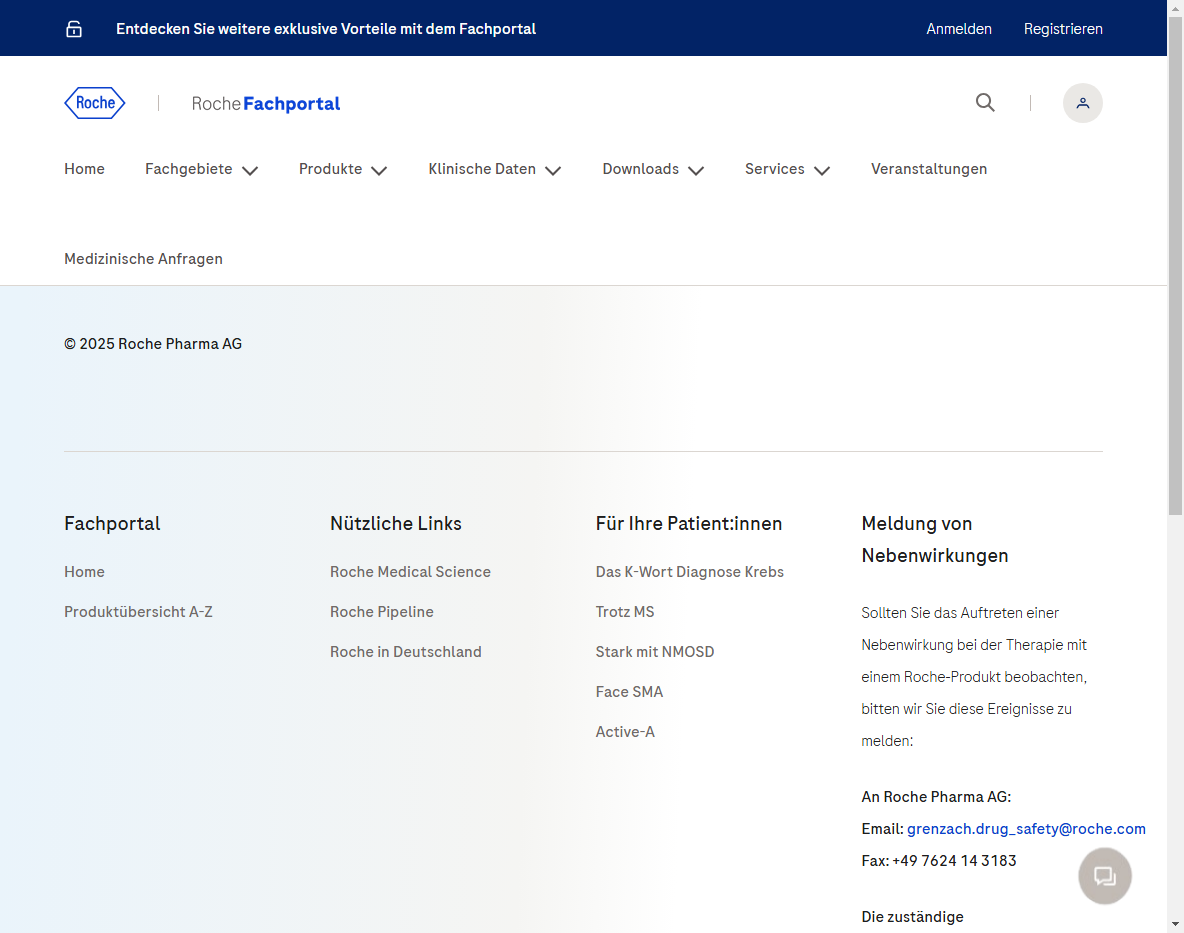 Entdecken Sie weitere exklusive Vorteile mit dem Fachportal
Anmelden
Registrieren
Roche
Roche Fachportal
Home
Fachgebiete
Produkte
Klinische Daten
Downloads
Services
Veranstaltungen
Medizinische Anfragen
© 2025 Roche Pharma AG
Fachportal
Home
Produktübersicht A-Z
Nützliche Links
Roche Medical Science
Roche Pipeline
Roche in Deutschland
Für Ihre Patient:innen
Das K-Wort Diagnose Krebs
Trotz MS
Stark mit NMOSD
Face SMA
Active-A
Meldung von
Nebenwirkungen
Sollten Sie das Auftreten einer
Nebenwirkung bei der Therapie mit
einem Roche-Produkt beobachten,
bitten wir Sie diese Ereignisse zu
melden:
An Roche Pharma AG:
Email: grenzach.drug_safety@roche.com
Fax: +49 7624 14 3183
Die zuständige